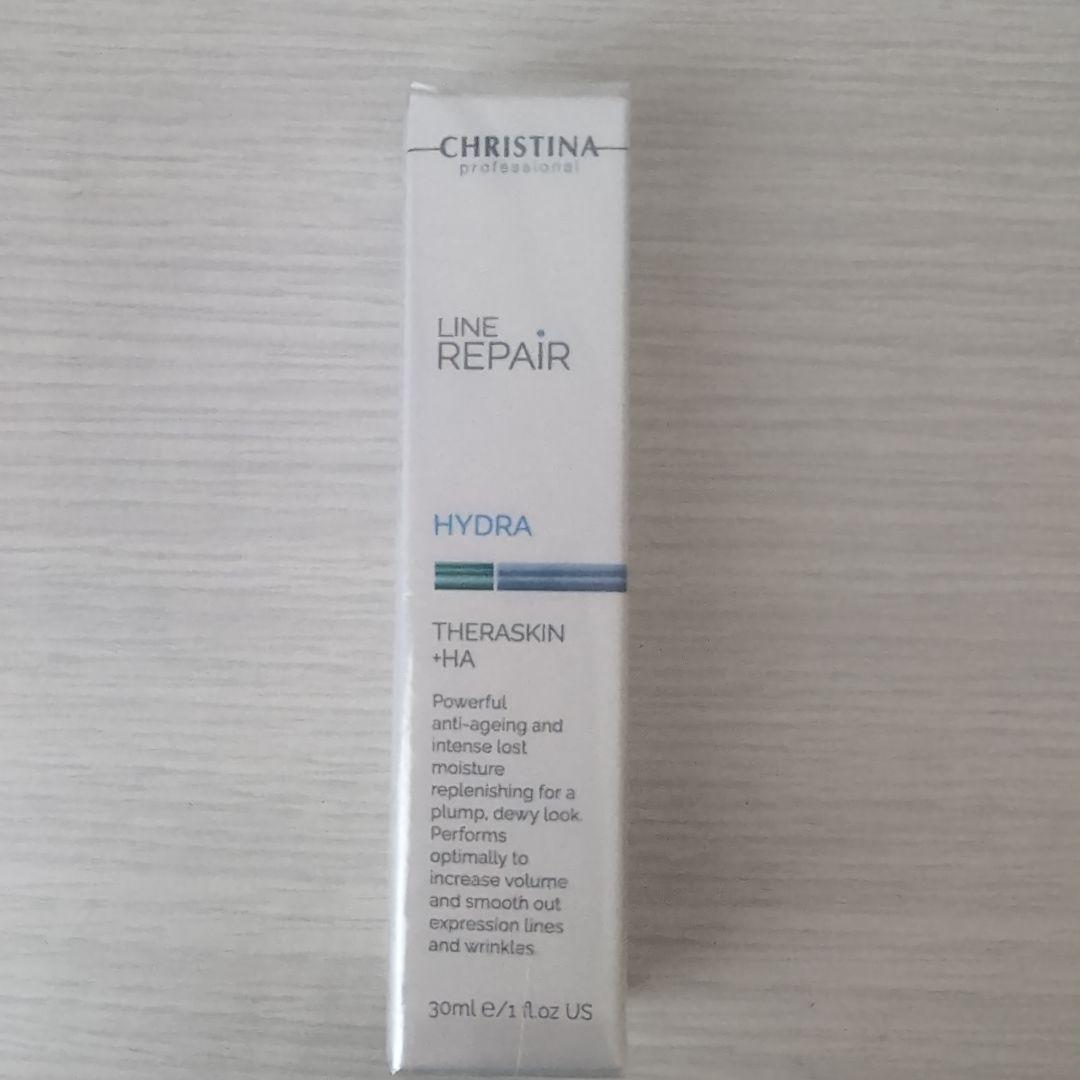 CHRISTINA
professional
LINE
REPAiR
HYDRA
THERASKIN
+HA
Powerful
anti-ageing and
intense lost
moisture
replenishing for a
plump, dewy look.
Performs
optimally to
increase volume
and smooth out
expression lines
and wrinkles.
30ml e/1 fl.oz US